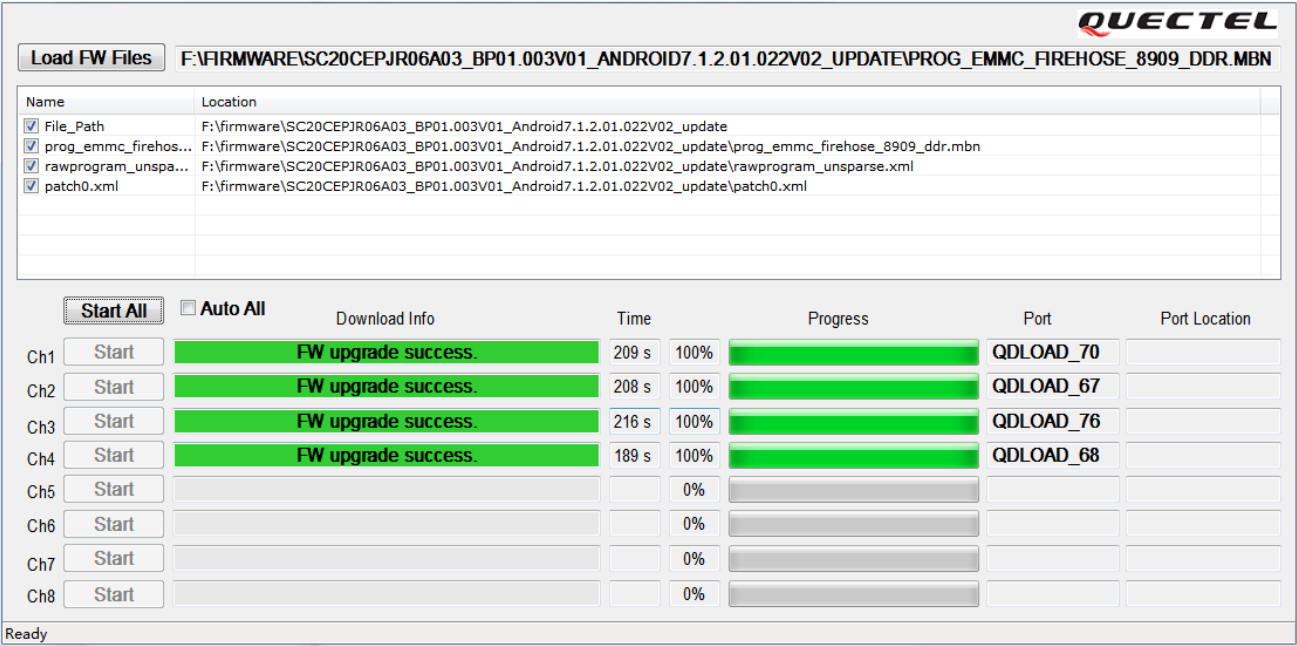 QUECTEL
Load FW Files F:\FIRMWARE\SC20CEPJR06A03_BP01.003V01_ANDROID7.1.2.01.022V02_UPDATE\PROG_EMMC_FIREHOSE_8909_DDR.MBN
Name Location
File_Path F:\firmware\SC20CEPJR06A03_BP01.003V01_Android7.1.2.01.022V02_update
prog_emmc_firehos... F:\firmware\SC20CEPJR06A03_BP01.003V01_Android7.1.2.01.022V02_update\prog_emmc_firehose_8909_ddr.mbn
rawprogram_unspa... F:\firmware\SC20CEPJR06A03_BP01.003V01_Android7.1.2.01.022V02_update\rawprogram_unsparse.xml
patch0.xml F:\firmware\SC20CEPJR06A03_BP01.003V01_Android7.1.2.01.022V02_update\patch0.xml
Start All Auto All
Download Info Time Progress Port Port Location
Ch1 Start FW upgrade success. 209 s 100% QDLOAD_70
Ch2 Start FW upgrade success. 208 s 100% QDLOAD_67
Ch3 Start FW upgrade success. 216 s 100% QDLOAD_76
Ch4 Start FW upgrade success. 189 s 100% QDLOAD_68
Ch5 Start 0%
Ch6 Start 0%
Ch7 Start 0%
Ch8 Start 0%
Ready